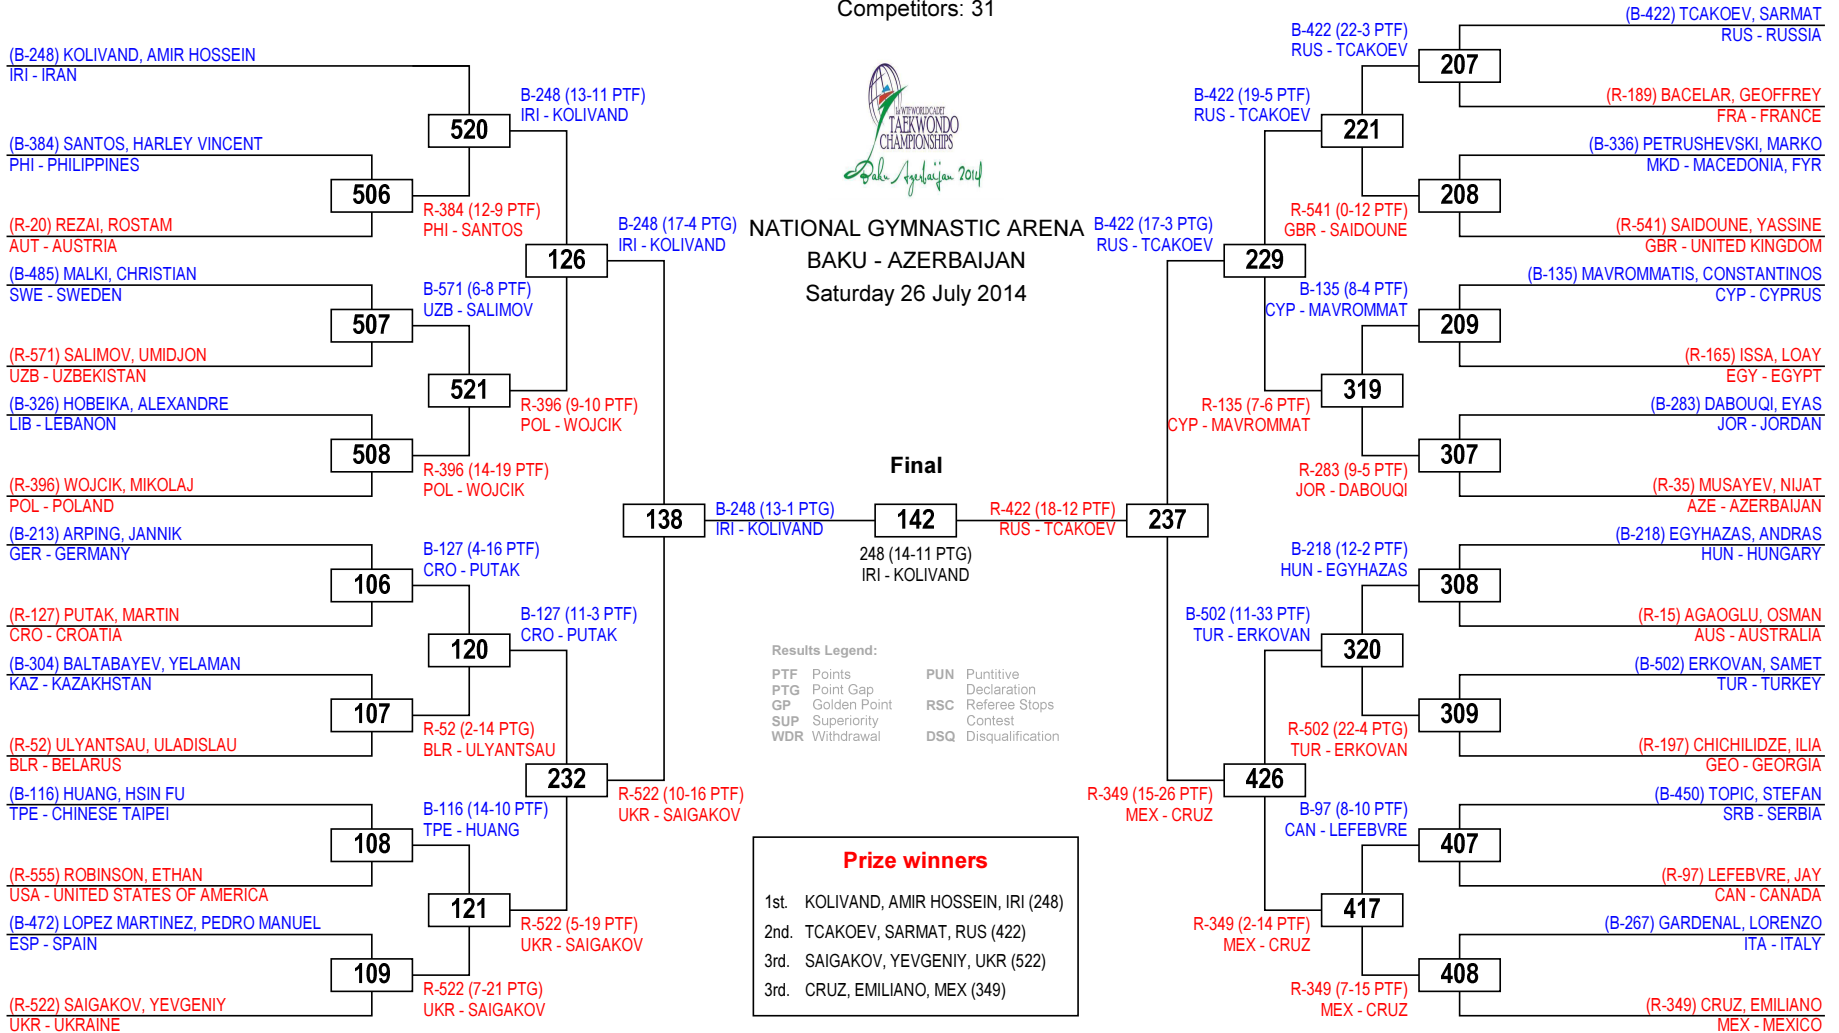 Competitors: 31
(B-248) KOLIVAND, AMIR HOSSEIN
IRI - IRAN
(B-384) SANTOS, HARLEY VINCENT
PHI - PHILIPPINES
(R-20) REZAI, ROSTAM
AUT - AUSTRIA
(B-485) MALKI, CHRISTIAN
SWE - SWEDEN
(R-571) SALIMOV, UMIDJON
UZB - UZBEKISTAN
(B-326) HOBEIKA, ALEXANDRE
LIB - LEBANON
(R-396) WOJCIK, MIKOLAJ
POL - POLAND
(B-213) ARPING, JANNIK
GER - GERMANY
(R-127) PUTAK, MARTIN
CRO - CROATIA
(B-304) BALTABAYEV, YELAMAN
KAZ - KAZAKHSTAN
(R-52) ULYANTSAU, ULADISLAU
BLR - BELARUS
(B-116) HUANG, HSIN FU
TPE - CHINESE TAIPEI
(R-555) ROBINSON, ETHAN
USA - UNITED STATES OF AMERICA
(B-472) LOPEZ MARTINEZ, PEDRO MANUEL
ESP - SPAIN
(R-522) SAIGAKOV, YEVGENIY
UKR - UKRAINE
506
507
508
106
107
108
109
R-384 (12-9 PTF)
PHI - SANTOS
B-571 (6-8 PTF)
UZB - SALIMOV
R-396 (14-19 PTF)
POL - WOJCIK
B-127 (4-16 PTF)
CRO - PUTAK
R-52 (2-14 PTG)
BLR - ULYANTSAU
B-116 (14-10 PTF)
TPE - HUANG
R-522 (7-21 PTG)
UKR - SAIGAKOV
520
521
120
121
B-248 (13-11 PTF)
IRI - KOLIVAND
R-396 (9-10 PTF)
POL - WOJCIK
B-127 (11-3 PTF)
CRO - PUTAK
R-522 (5-19 PTF)
UKR - SAIGAKOV
126
232
B-248 (17-4 PTG)
IRI - KOLIVAND
R-522 (10-16 PTF)
UKR - SAIGAKOV
138
B-248 (13-1 PTG)
IRI - KOLIVAND
TAEKWONDO
CHAMPIONSHIPS
Baku Azerbaijan 2014
NATIONAL GYMNASTIC ARENA
BAKU - AZERBAIJAN
Saturday 26 July 2014
Final
142
248 (14-11 PTG)
IRI - KOLIVAND
Results Legend:
PTF Points
PTG Point Gap
GP Golden Point
SUP Superiority
WDR Withdrawal
PUN Puntitive
Declaration
RSC Referee Stops
Contest
DSQ Disqualification
Prize winners
1st. KOLIVAND, AMIR HOSSEIN, IRI (248)
2nd. TCAKOEV, SARMAT, RUS (422)
3rd. SAIGAKOV, YEVGENIY, UKR (522)
3rd. CRUZ, EMILIANO, MEX (349)
R-422 (18-12 PTF)
RUS - TCAKOEV
237
B-422 (17-3 PTG)
RUS - TCAKOEV
R-349 (15-26 PTF)
MEX - CRUZ
229
426
B-422 (19-5 PTF)
RUS - TCAKOEV
R-135 (7-6 PTF)
CYP - MAVROMMAT
B-502 (11-33 PTF)
TUR - ERKOVAN
R-349 (2-14 PTF)
MEX - CRUZ
221
319
320
417
B-422 (22-3 PTF)
RUS - TCAKOEV
R-541 (0-12 PTF)
GBR - SAIDOUNE
B-135 (8-4 PTF)
CYP - MAVROMMAT
R-283 (9-5 PTF)
JOR - DABOUQI
B-218 (12-2 PTF)
HUN - EGYHAZAS
R-502 (22-4 PTG)
TUR - ERKOVAN
B-97 (8-10 PTF)
CAN - LEFEBVRE
R-349 (7-15 PTF)
MEX - CRUZ
207
208
209
307
308
309
407
408
(B-422) TCAKOEV, SARMAT
RUS - RUSSIA
(R-189) BACELAR, GEOFFREY
FRA - FRANCE
(B-336) PETRUSHEVSKI, MARKO
MKD - MACEDONIA, FYR
(R-541) SAIDOUNE, YASSINE
GBR - UNITED KINGDOM
(B-135) MAVROMMATIS, CONSTANTINOS
CYP - CYPRUS
(R-165) ISSA, LOAY
EGY - EGYPT
(B-283) DABOUQI, EYAS
JOR - JORDAN
(R-35) MUSAYEV, NIJAT
AZE - AZERBAIJAN
(B-218) EGYHAZAS, ANDRAS
HUN - HUNGARY
(R-15) AGAOGLU, OSMAN
AUS - AUSTRALIA
(B-502) ERKOVAN, SAMET
TUR - TURKEY
(R-197) CHICHILIDZE, ILIA
GEO - GEORGIA
(B-450) TOPIC, STEFAN
SRB - SERBIA
(R-97) LEFEBVRE, JAY
CAN - CANADA
(B-267) GARDENAL, LORENZO
ITA - ITALY
(R-349) CRUZ, EMILIANO
MEX - MEXICO